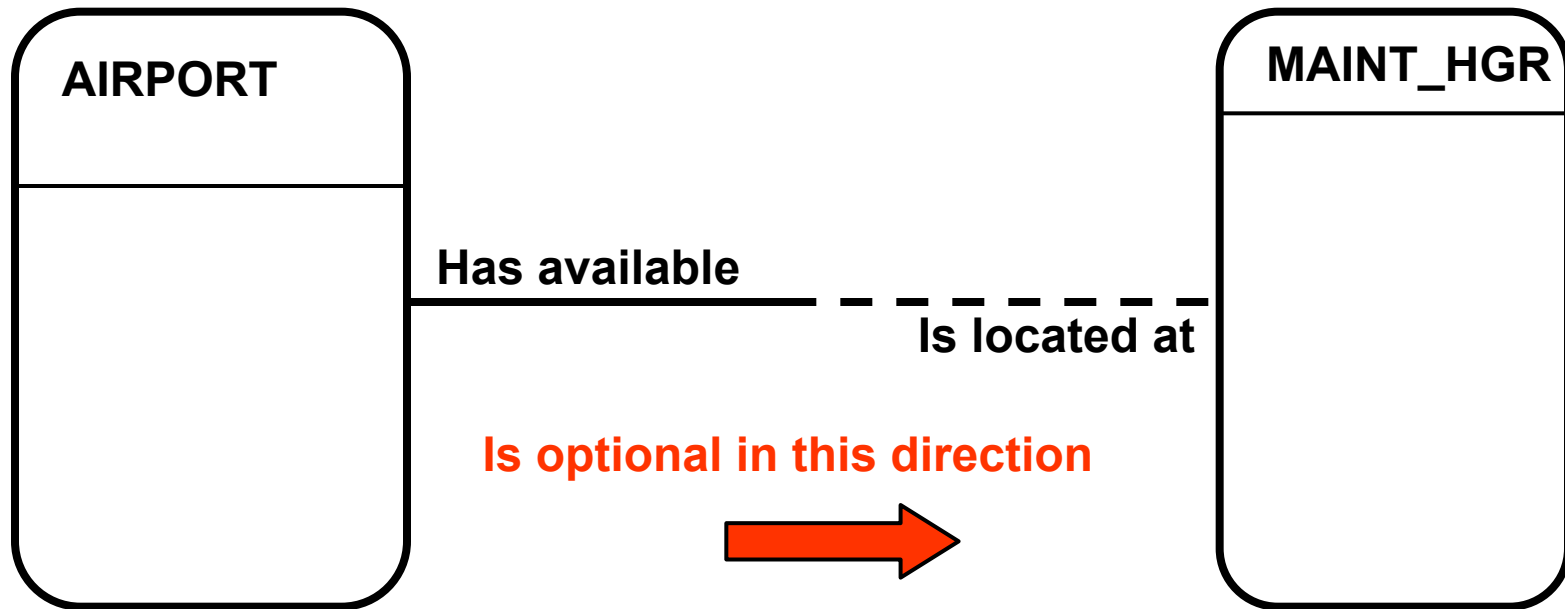 AIRPORT
MAINT_HGR
Has available
Is located at
Is optional in this direction